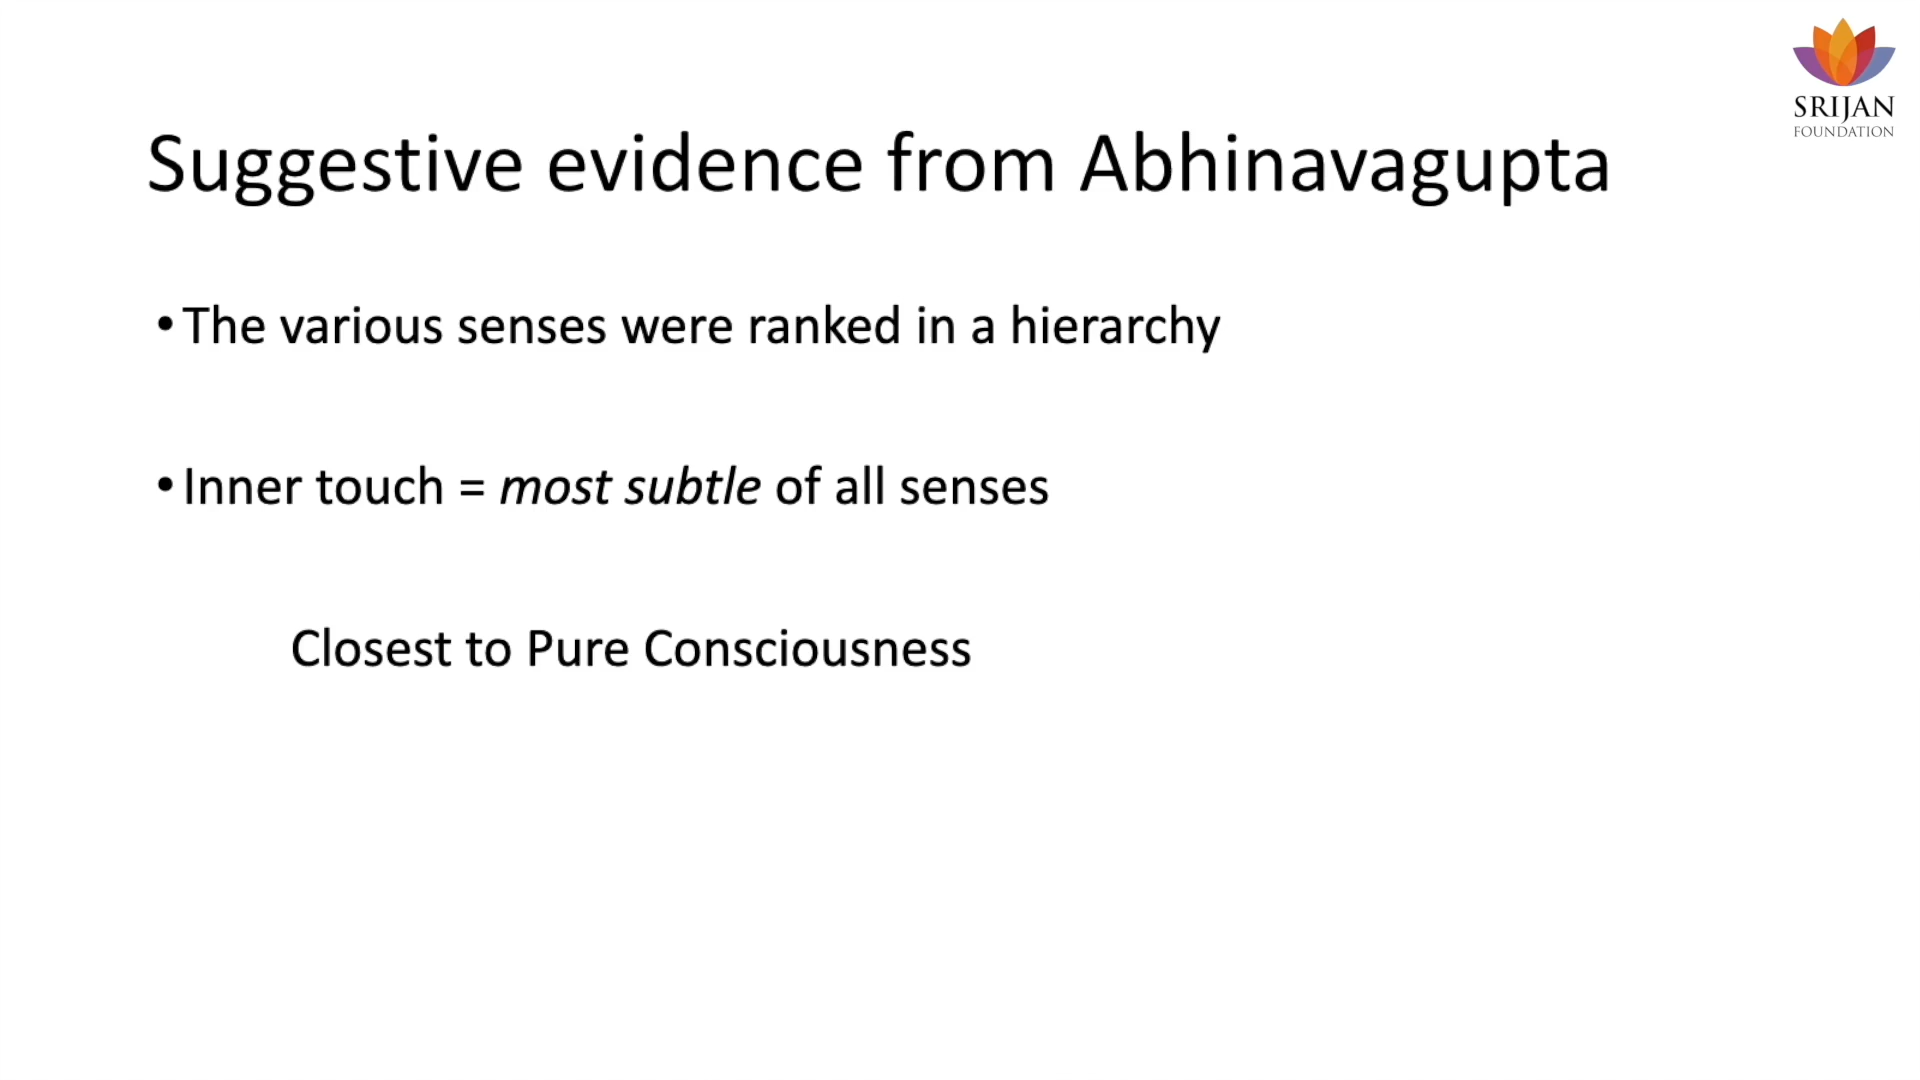 SRIJAN
FOUNDATION
Suggestive evidence from Abhinavagupta
•The various senses were ranked in a hierarchy
•Inner touch = most subtle of all senses
Closest to Pure Consciousness